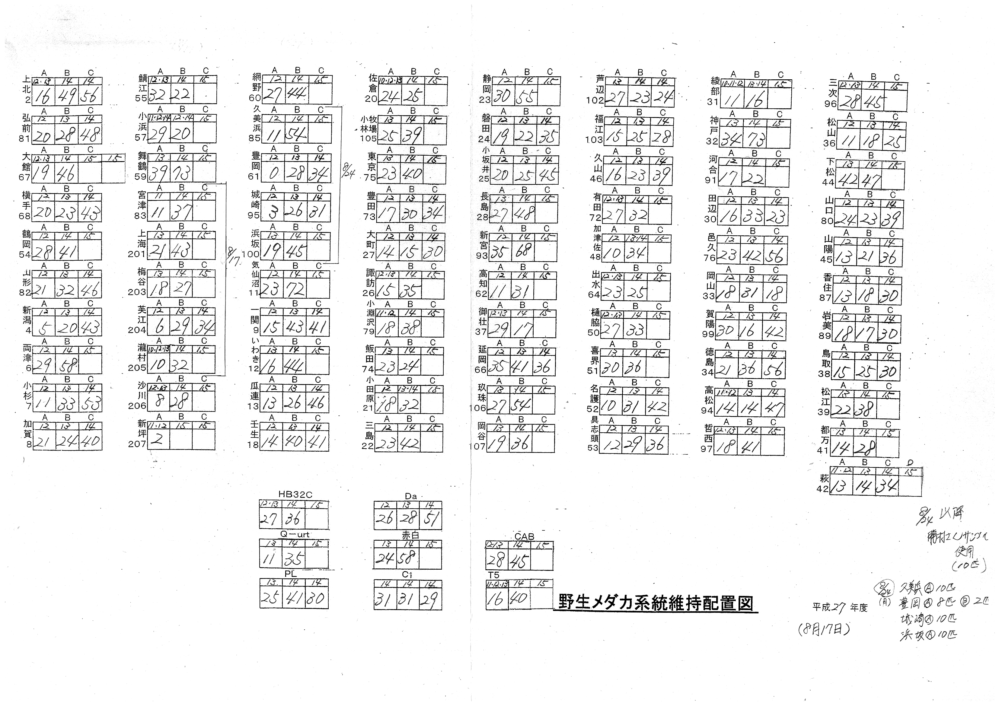 A B C
上北 2
12・13 14 14
16 49 56
A B C
弘前 81
12 13 14
20 28 48
A B C
大館 67
12・13 14 15 15
19 46
A B C
横手 68
12 13 14
20 23 43
A B C
鶴岡 54
12 14 15
28 41
A B C
山形 82
12 13 14
21 32 46
A B C
新潟 4
12 13 14
5 20 43
A B C
両津 6
12 14 15
29 58
A B C
小杉 7
12 13 14
11 33 53
A B C
加賀 8
12 13 14
21 24 40
A B C
鯖江 55
12・13 14 15
32 22
A B C
小浜 57
11・12・14 12・14 15
29 20
A B C
舞鶴 59
13 14 15
39 73
A B C
宮津 83
11 14 15
11 37
A B C
上海 201
13 14 15
21 43
A B C
梅谷 203
13 14 15
18 27
A B C
芙江 204
12 13 14
6 29 34
A B C
瀧村 205
10・12・13 14 15
10 32
8/17
A B C
沙川 206
12・13 14 15
8 28
A B C
新坪 207
11・12 15 15
2
A B C
網野 60
12 14 15
27 44
A B C
久美浜 85
12 14 15
11 54
A B C
豊岡 61
12 13 14
0 28 34
A B C
城崎 95
12 13 14
3 26 31
A B C
浜坂 100
13 14 15
19 45
8/24
A B C
気仙沼 11
12 14 15
23 72
A B C
一関 9
12 13 14
15 43 41
A B C
いわき 12
13 14 15
16 44
A B C
瓜連 13
12 13 14
13 26 46
A B C
壬生 18
12 13 14
14 40 41
A B C
佐倉 20
10・12・13 14 15
24 25
A B C
小牧林場 105
13 14 15
25 39
A B C
東京 75
13 14 15
23 40
A B C
豊田 73
12 13 14
17 30 34
A B C
大町 27
12 13 14
14 15 30
A B C
諏訪 26
12・13 14 15
15 35
A B C
小淵沢 79
11・12 14 15
18 38
A B C
飯田 74
13 14 15
23 24
A B C
小田原 21
12 13・14 15
18 32
A B C
三島 22
12 14 15
23 42
A B C
静岡 23
12 14 15
30 55
A B C
磐田 24
12 13 14
19 22 35
A B C
小坂井 25
12 13 14
20 25 45
A B C
長島 28
13 14 15
27 48
A B C
新宮 93
12 14 15
35 68
A B C
高知 62
12 14 15
11 31
A B C
御壮 37
12・13 14 15
29 17
A B C
延岡 66
12 13 14
35 41 36
A B C
玖珠 106
13 14 15
27 54
A B C
岡谷 107
13 14 15
19 36
A B C
芦辺 102
13 14 14
27 23 24
A B C
福江 103
12 13 14
15 25 28
A B C
久山 46
12 13 14
16 23 39
A B C
有田 72
12・13 14 15
27 32
A B C
加津佐 48
12 13・14 15
10 34
A B C
出水 64
12・13 14 15
23 25
A B C
樋脇 50
12・13 14 15
27 33
A B C
喜界 51
13 14 15
30 36
A B C
名護 52
12 13 14
10 31 42
A B C
具志頭 53
12 13 14
12 29 36
A B C
綾部 31
10・11・12 13・14 15
11 16
A B C
神戸 32
13 14 15
34 73
A B C
河合 91
12 14 15
17 22
A B C
田辺 30
12 13 14
16 33 23
A B C
邑久 76
12 13 14
23 42 56
A B C
岡山 33
12 13 14
18 31 18
A B C
賀陽 99
12 13 14
30 16 42
A B C
徳島 34
12 13 14
21 36 56
A B C
高松 94
11・12 13 14
14 14 47
A B C
哲西 97
12・13 14 15
18 41
A B C
三次 96
12・13 14 15
28 45
A B C
松山 36
12 13 14
11 18 25
A B C
下松 44
13 14 15
42 47
A B C
山口 80
12 13 14
24 23 39
A B C
山陽 45
12 13 14
13 21 36
A B C
香住 87
12 13 14
13 18 30
A B C
岩美 89
12 13 14
18 17 30
A B C
鳥取 38
12 13 14
15 25 30
A B C
松江 39
13 14 15
22 38
A B C
都万 41
13 14 15
14 28
A B C D
萩 42
11・12 13 14 15
13 14 34
HB32C
12・13 14 15
27 36
Q−urt
13 14 15
11 35
PL
13 14 14
25 41 30
Da
12 13 14
26 28 51
赤白
13 14 15
24 58
C1
14 14 14
31 31 29
CAB
12・13 14 15
28 45
T5
11・12・13 14 15
16 40
野生メダカ系統維持配置図
平成27年度
(8月17日)
8/24 以降
勝村さんサンプル
使用
(10匹)
8/24 (月) 久美浜Ⓐ10匹
豊岡Ⓐ8匹 Ⓑ2匹
城崎Ⓐ10匹
浜坂Ⓐ10匹